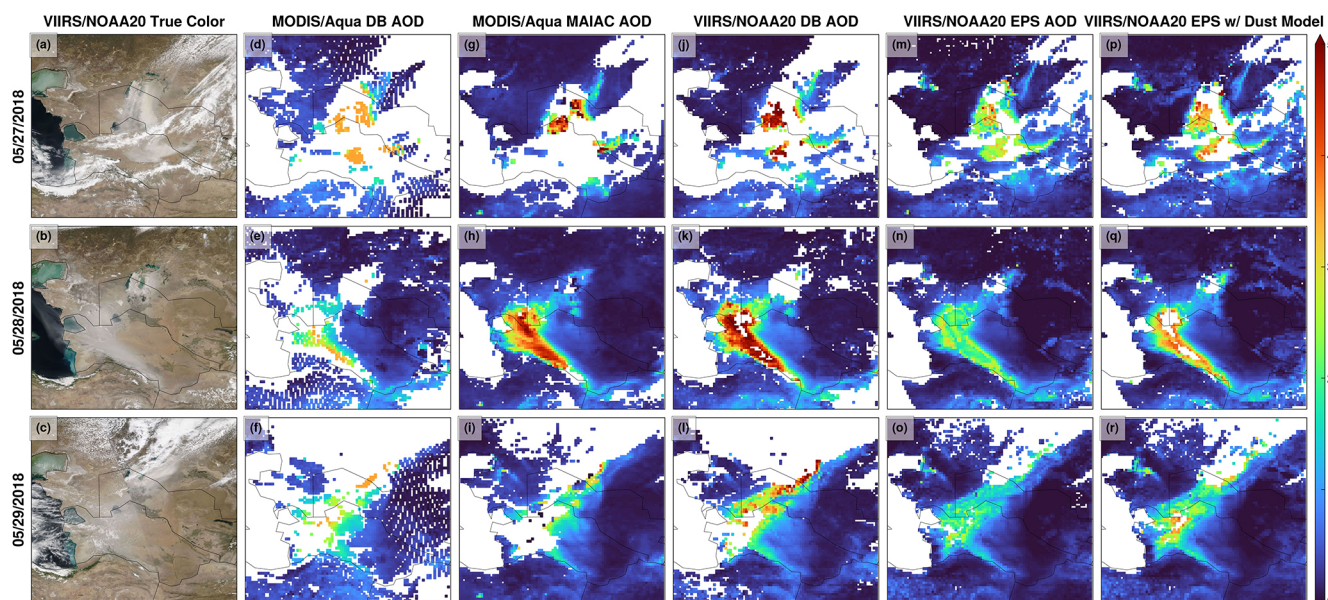 VIIRS/NOAA20 True Color MODIS/Aqua DB AOD MODIS/Aqua MAIAC AOD VIIRS/NOAA20 DB AOD VIIRS/NOAA20 EPS AOD VIIRS/NOAA20 EPS w/ Dust Model
05/27/2018
(a) (d) (g) (j) (m) (p)
05/28/2018
(b) (e) (h) (k) (n) (q)
05/29/2018
(c) (f) (i) (l) (o) (r)